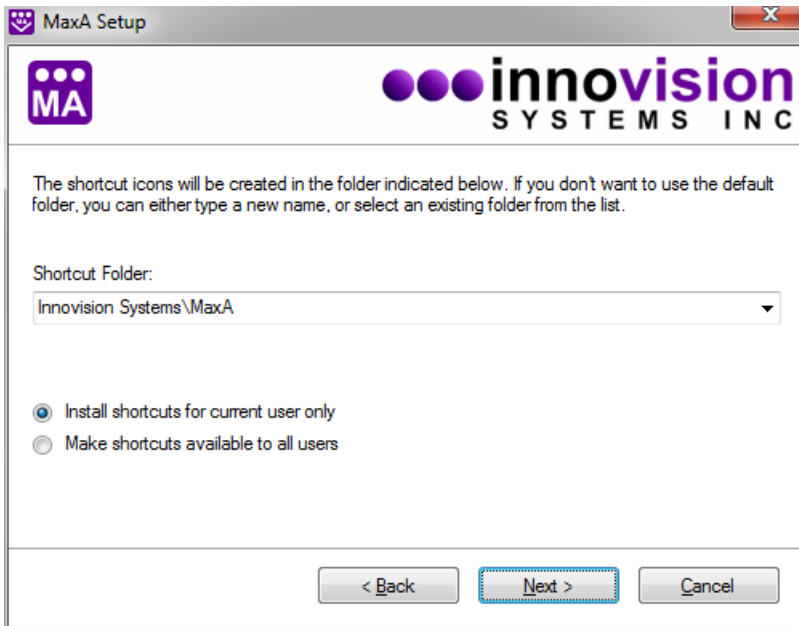 MaxA Setup
MA
innovision
SYSTEMS INC
The shortcut icons will be created in the folder indicated below. If you don't want to use the default
folder, you can either type a new name, or select an existing folder from the list.
Shortcut Folder:
Innovision Systems\MaxA
Install shortcuts for current user only
Make shortcuts available to all users
< Back Next > Cancel